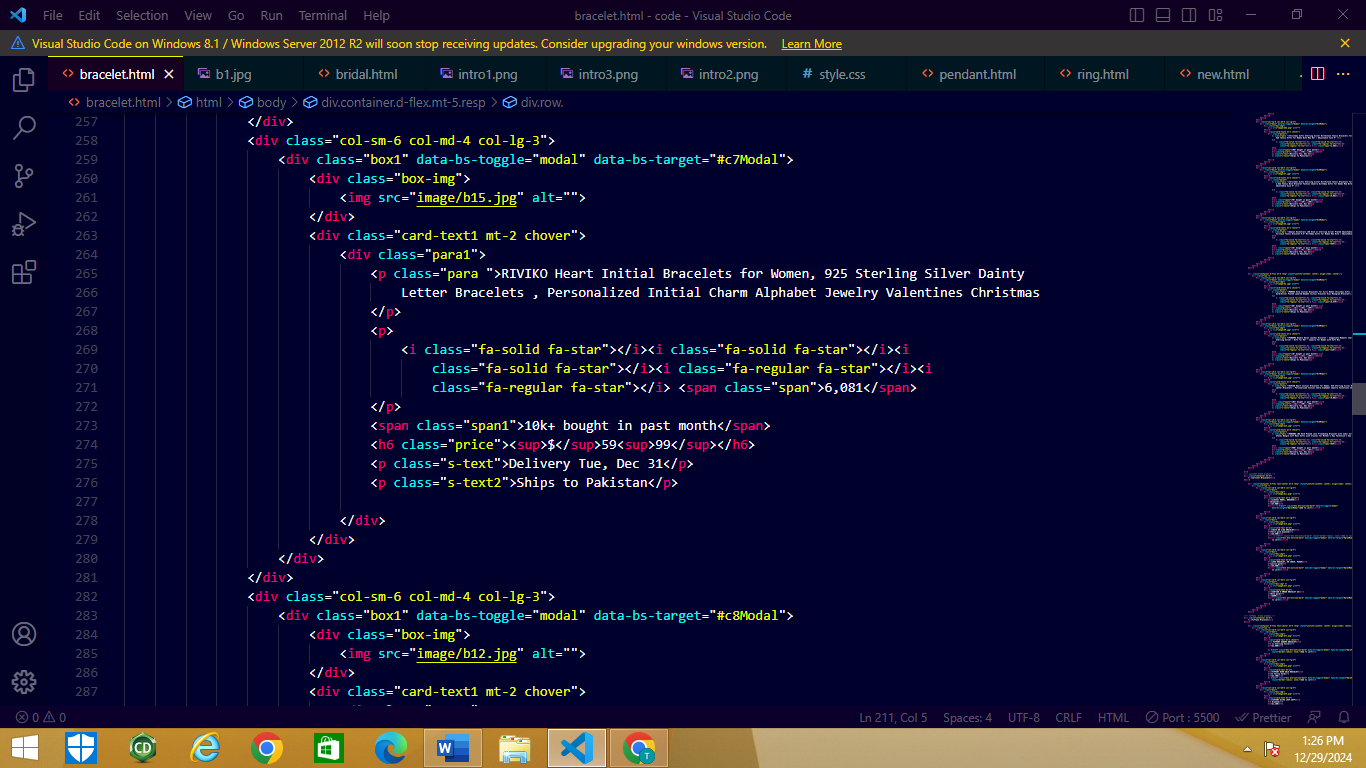 File Edit Selection View Go Run Terminal Help bracelet.html - code - Visual Studio Code
Visual Studio Code on Windows 8.1 / Windows Server 2012 R2 will soon stop receiving updates. Consider upgrading your windows version. Learn More
bracelet.html b1.jpg bridal.html intro1.png intro3.png intro2.png style.css pendant.html ring.html new.html
bracelet.html > html > body > div.container.d-flex.mt-5.resp > div.row.
257 </div>
258 <div class="col-sm-6 col-md-4 col-lg-3">
259 <div class="box1" data-bs-toggle="modal" data-bs-target="#c7Modal">
260 <div class="box-img">
261 <img src="image/b15.jpg" alt="">
262 </div>
263 <div class="card-text1 mt-2 chover">
264 <div class="para1">
265 <p class="para ">RIVIKO Heart Initial Bracelets for Women, 925 Sterling Silver Dainty
266 Letter Bracelets , Personalized Initial Charm Alphabet Jewelry Valentines Christmas
267 </p>
268 <p>
269 <i class="fa-solid fa-star"></i><i class="fa-solid fa-star"></i><i
270 class="fa-solid fa-star"></i><i class="fa-regular fa-star"></i><i
271 class="fa-regular fa-star"></i> <span class="span">6,081</span>
272 </p>
273 <span class="span1">10k+ bought in past month</span>
274 <h6 class="price"><sup>$</sup>59<sup>99</sup></h6>
275 <p class="s-text">Delivery Tue, Dec 31</p>
276 <p class="s-text2">Ships to Pakistan</p>
277
278 </div>
279 </div>
280 </div>
281 </div>
282 <div class="col-sm-6 col-md-4 col-lg-3">
283 <div class="box1" data-bs-toggle="modal" data-bs-target="#c8Modal">
284 <div class="box-img">
285 <img src="image/b12.jpg" alt="">
286 </div>
287 <div class="card-text1 mt-2 chover">
0 0 Ln 211, Col 5 Spaces: 4 UTF-8 CRLF HTML Port : 5500 Prettier
1:26 PM
12/29/2024